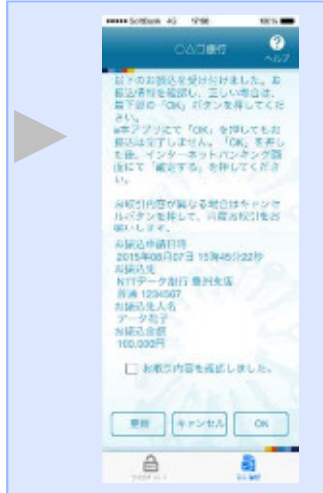 SoftBank 4G 17:00 100%
〇△□銀行
ヘルプ
以下のお振込を受け付けました。お
振込情報を確認し、正しい場合は、
最下部の「OK」ボタンを押してくだ
さい。
※本アプリにて「OK」を押してもお
振込は完了しません。「OK」を押し
た後、インターネットバンキング画
面にて「確定する」を押してくださ
い。
お取引内容が異なる場合はキャンセ
ルボタンを押して、再度お取引をお
願いします。
お振込申請日時
2015年08月07日 15時45分22秒
お振込先
NTTデータ銀行 豊洲支店
普通 1234567
お振込先人名
データ花子
お振込金額
100,000円
お取引内容を確認しました。
更新 キャンセル OK